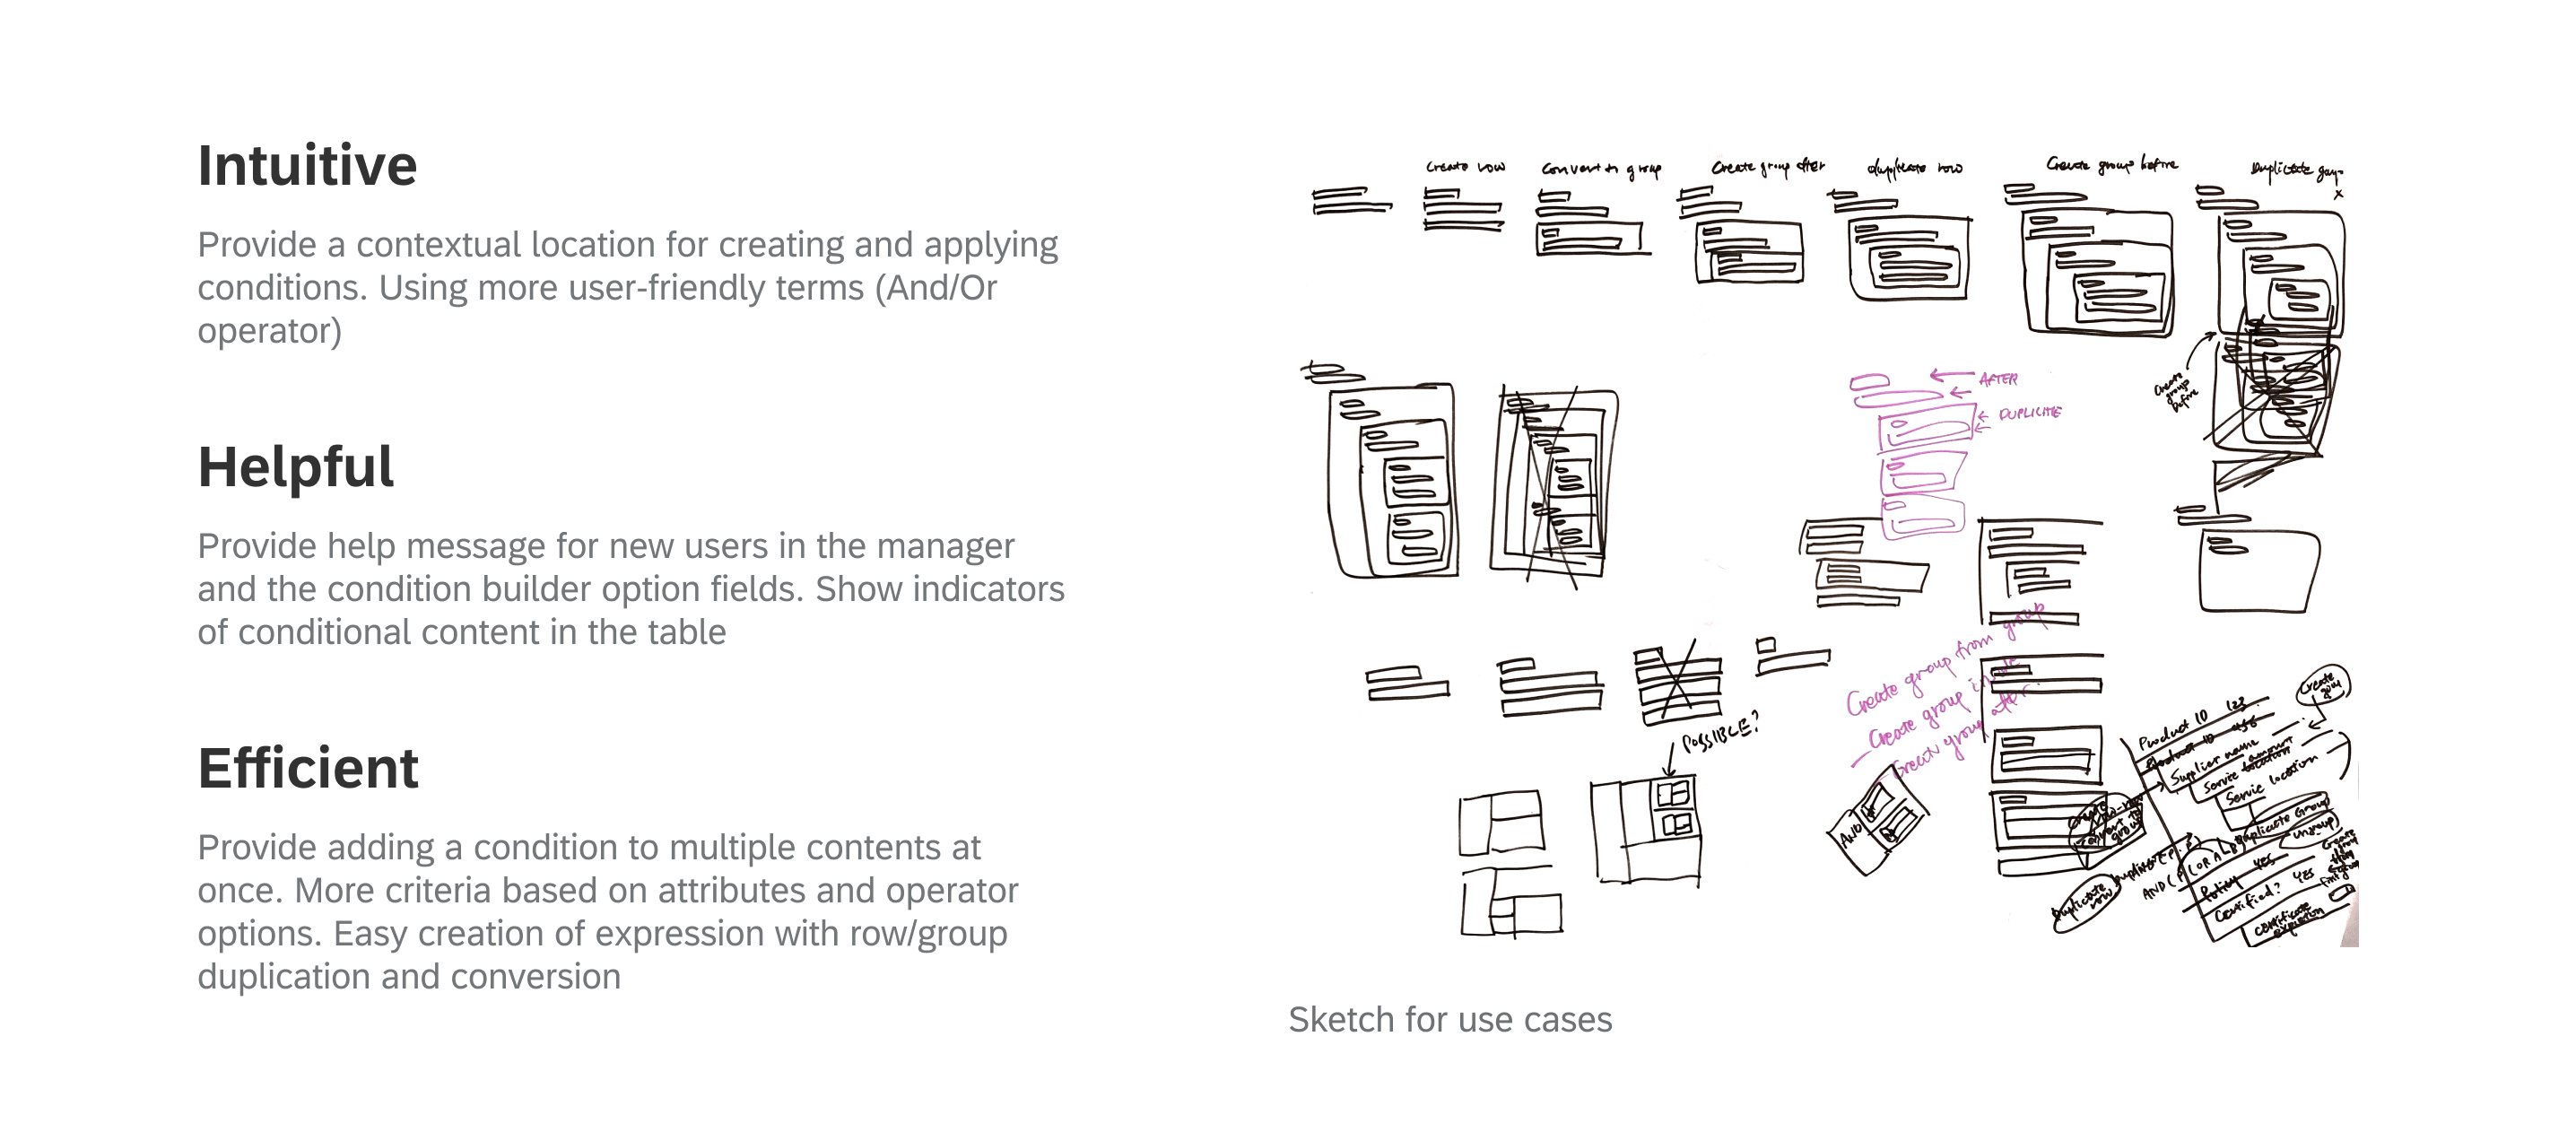 Intuitive
Provide a contextual location for creating and applying
conditions. Using more user-friendly terms (And/Or
operator)
Helpful
Provide help message for new users in the manager
and the condition builder option fields. Show indicators
of conditional content in the table
Efficient
Provide adding a condition to multiple contents at
once. More criteria based on attributes and operator
options. Easy creation of expression with row/group
duplication and conversion
Create row
Convert to group
Create group after
duplicate row
Create group before
Duplicate
Create
group
before
AFTER
DUPLICATE
POSSIBLE?
Create group from group
Create group
Create group after
AND
Create
Product ID 123
Supplier name
Service location
Duplicate Group
ungroup
Duplicate
row
Policy Yes
Certified? YES
certificate
expiration
Sketch for use cases